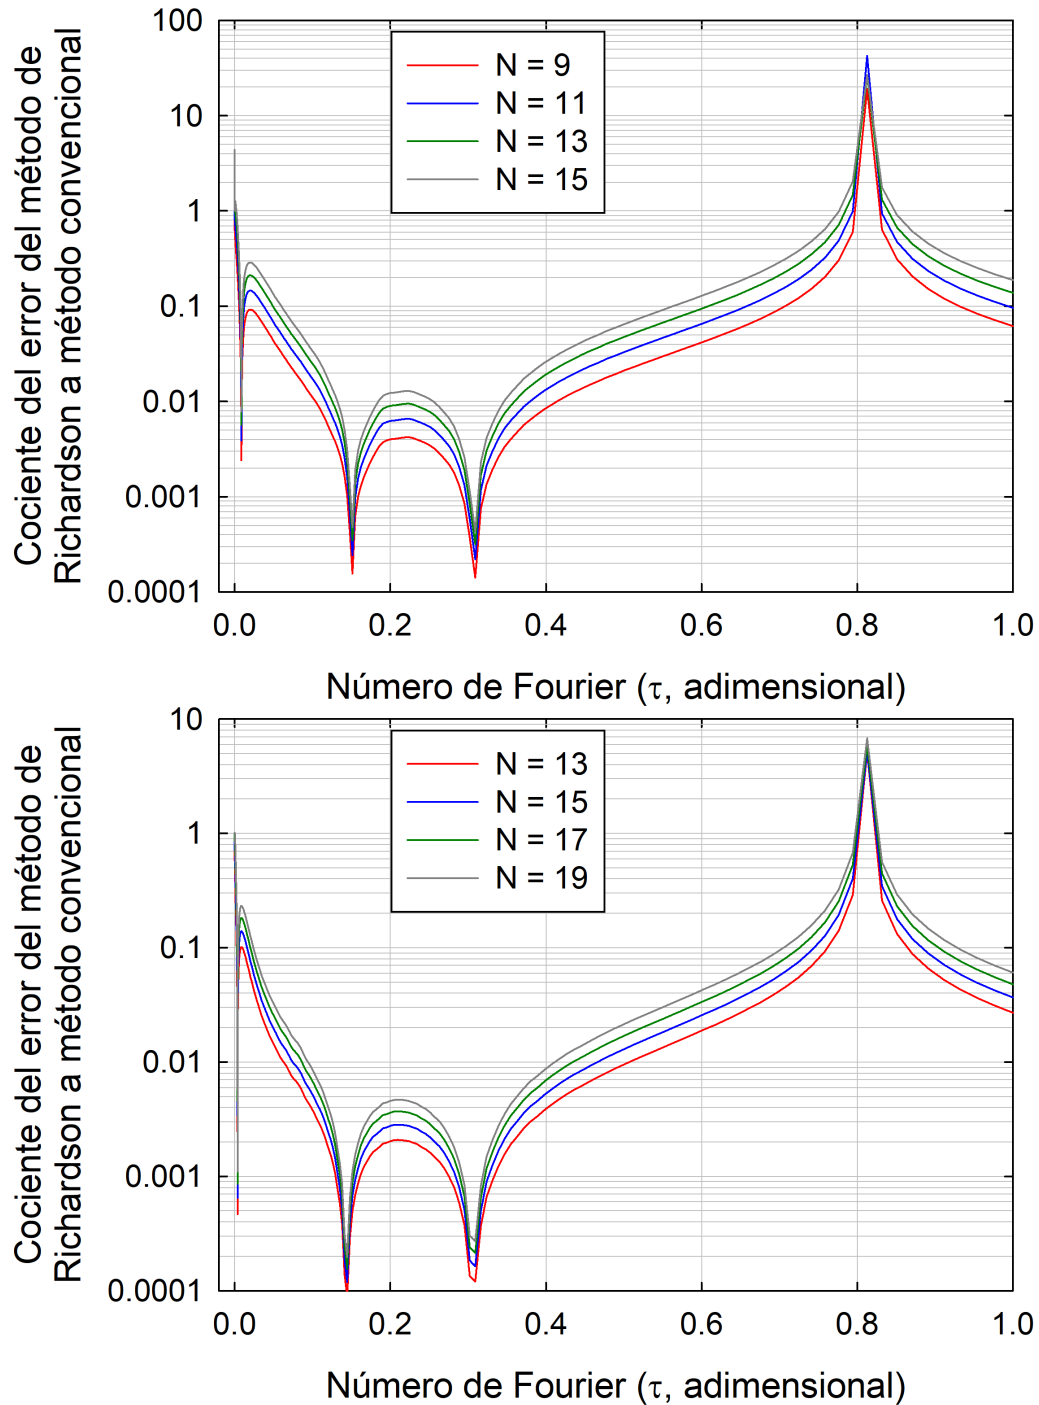 Cociente del error del método de
Richardson a método convencional
100
10
1
0.1
0.01
0.001
0.0001
N = 9
N = 11
N = 13
N = 15
0.0 0.2 0.4 0.6 0.8 1.0
Número de Fourier (τ, adimensional)
Cociente del error del método de
Richardson a método convencional
10
1
0.1
0.01
0.001
0.0001
N = 13
N = 15
N = 17
N = 19
0.0 0.2 0.4 0.6 0.8 1.0
Número de Fourier (τ, adimensional)